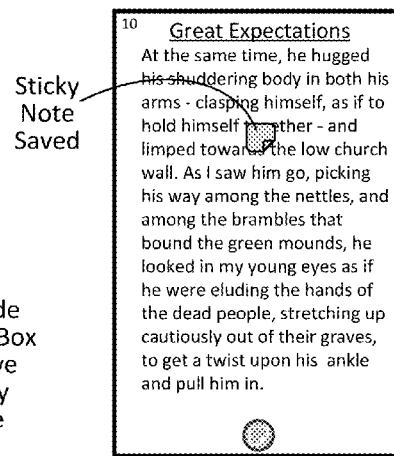 10
Great Expectations
At the same time, he hugged
his shuddering body in both his
arms - clasping himself, as if to
hold himself together - and
limped towards the low church
wall. As I saw him go, picking
his way among the nettles, and
among the brambles that
bound the green mounds, he
looked in my young eyes as if
he were eluding the hands of
the dead people, stretching up
cautiously out of their graves,
to get a twist upon his ankle
and pull him in.
Sticky
Note
Saved
Box